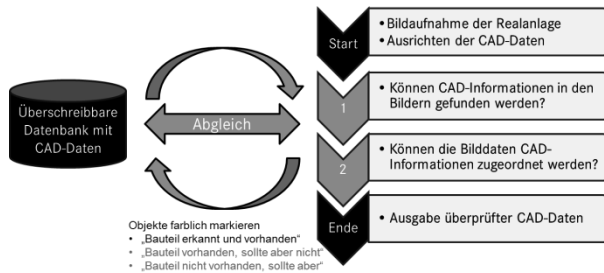 Überschreibbare
Datenbank mit
CAD-Daten
Abgleich
Objekte farblich markieren
• „Bauteil erkannt und vorhanden“
• „Bauteil vorhanden, sollte aber nicht“
• „Bauteil nicht vorhanden, sollte aber“
Start
• Bildaufnahme der Realanlage
• Ausrichten der CAD-Daten
1
• Können CAD-Informationen in den
Bildern gefunden werden?
2
• Können die Bilddaten CAD-
Informationen zugeordnet werden?
Ende
• Ausgabe überprüfter CAD-Daten